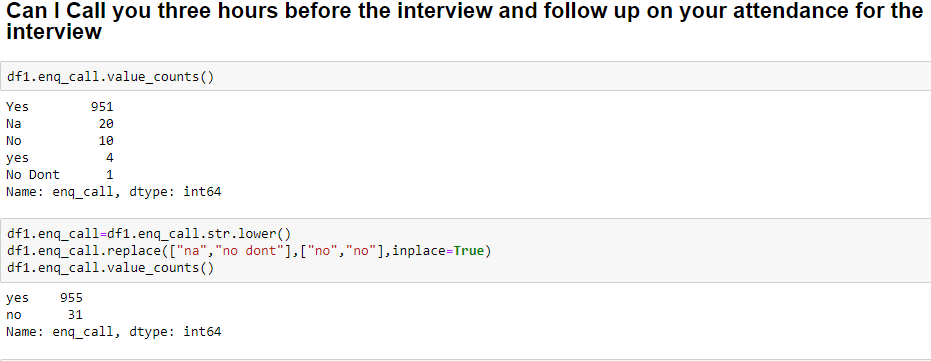 Can I Call you three hours before the interview and follow up on your attendance for the
interview
df1.enq_call.value_counts()
Yes 951
Na 20
No 10
yes 4
No Dont 1
Name: enq_call, dtype: int64
df1.enq_call=df1.enq_call.str.lower()
df1.enq_call.replace(["na","no dont"],["no","no"],inplace=True)
df1.enq_call.value_counts()
yes 955
no 31
Name: enq_call, dtype: int64